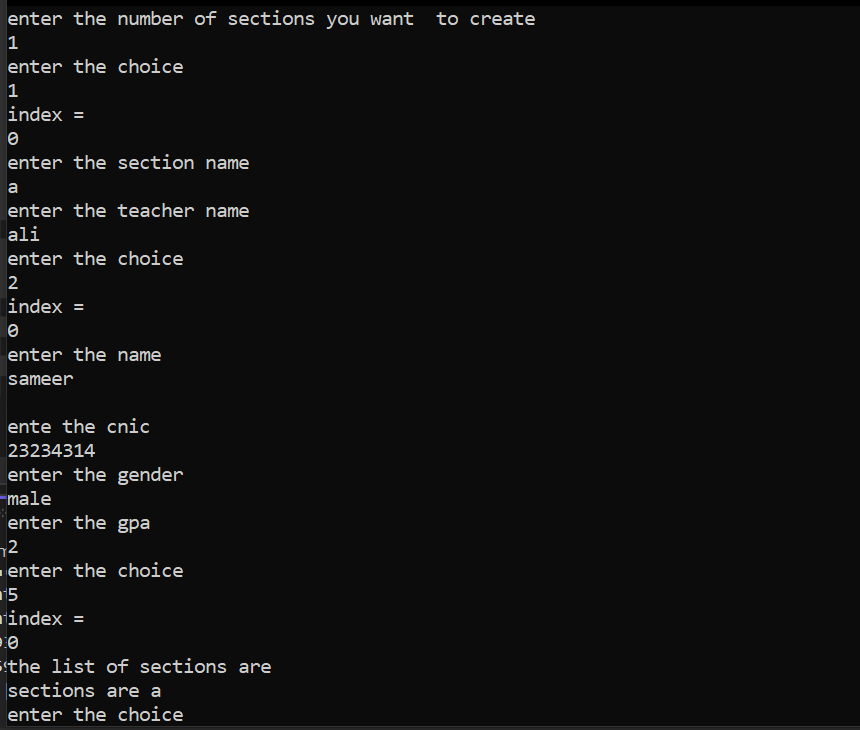 enter the number of sections you want  to create
1
enter the choice
1
index =
0
enter the section name
a
enter the teacher name
ali
enter the choice
2
index =
0
enter the name
sameer

ente the cnic
23234314
enter the gender
male
enter the gpa
2
enter the choice
5
index =
0
the list of sections are
sections are a
enter the choice